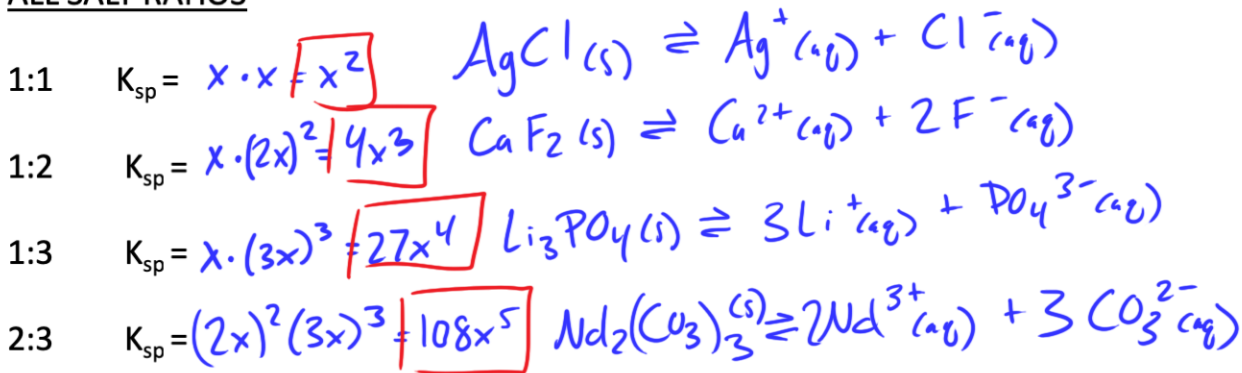 ALL SALT RATIOS
1:1 Ksp = x · x = x² AgCl (s) ⇌ Ag⁺ (aq) + Cl⁻ (aq)
1:2 Ksp = x · (2x)² = 4x³ CaF₂ (s) ⇌ Ca²⁺ (aq) + 2F⁻ (aq)
1:3 Ksp = x · (3x)³ = 27x⁴ Li₃PO₄ (s) ⇌ 3Li⁺ (aq) + PO₄³⁻ (aq)
2:3 Ksp = (2x)² (3x)³ = 108x⁵ Nd₂(CO₃)₃ (s) ⇌ 2Nd³⁺ (aq) + 3CO₃²⁻ (aq)